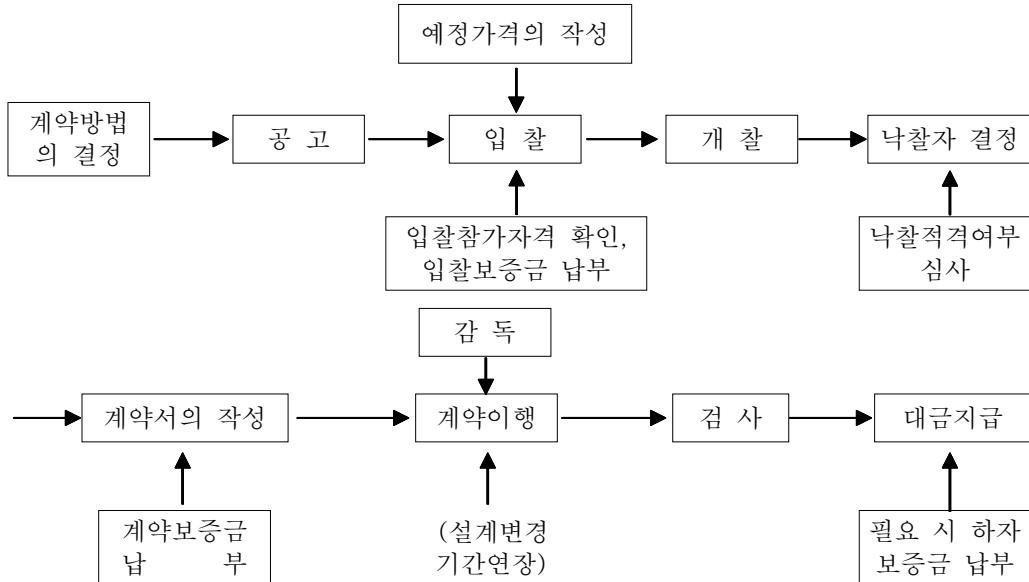 예정가격의 작성
계약방법
의 결정
공 고
입 찰
개 찰
낙찰자 결정
입찰참가자격 확인,
입찰보증금 납부
낙찰적격여부
심사
감 독
계약서의 작성
계약이행
검 사
대금지급
계약보증금
납 부
(설계변경
기간연장)
필요 시 하자
보증금 납부